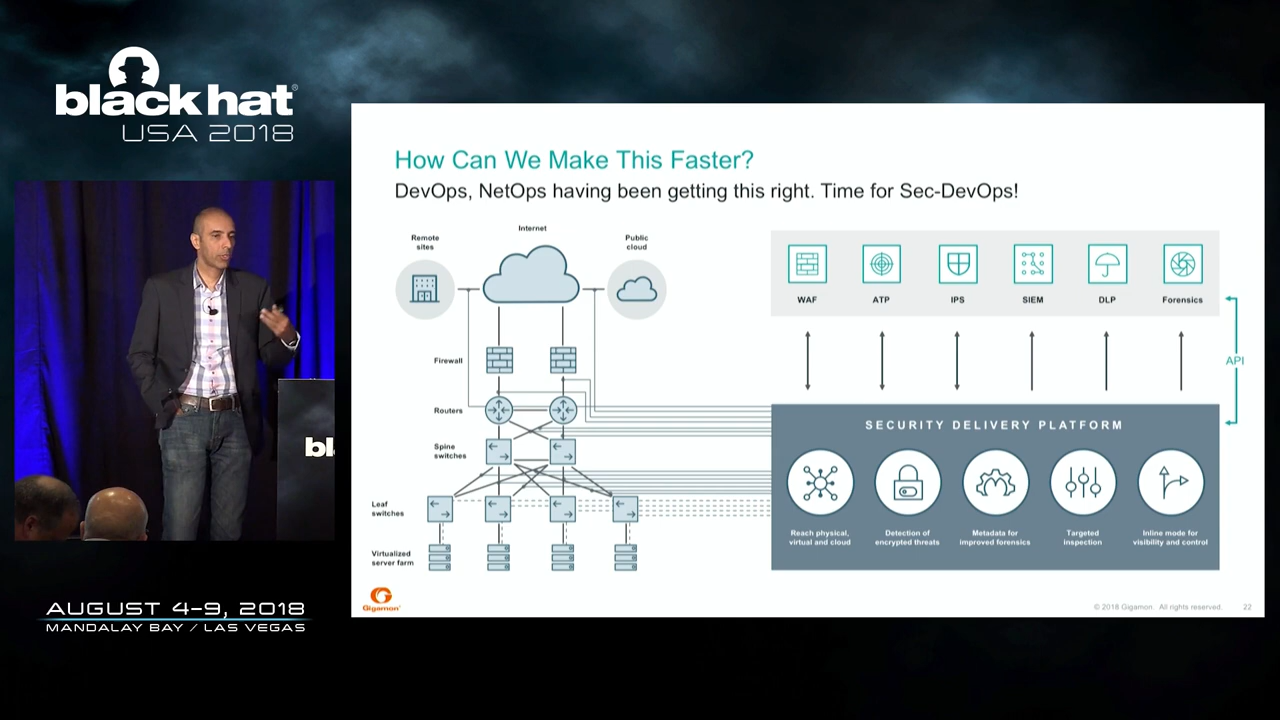 black hat®
USA 2018
How Can We Make This Faster?
DevOps, NetOps having been getting this right. Time for Sec-DevOps!
Remote
sites
Internet
Public
cloud
Firewall
Routers
Spine
switches
Leaf
switches
Virtualized
server farm
WAF
ATP
IPS
SIEM
DLP
Forensics
API
SECURITY DELIVERY PLATFORM
Reach physical,
virtual and cloud
Detection of
encrypted threats
Metadata for
improved forensics
Targeted
inspection
Inline mode for
visibility and control
Gigamon®
© 2018 Gigamon. All rights reserved.
22
bl
AUGUST 4-9, 2018
MANDALAY BAY / LAS VEGAS